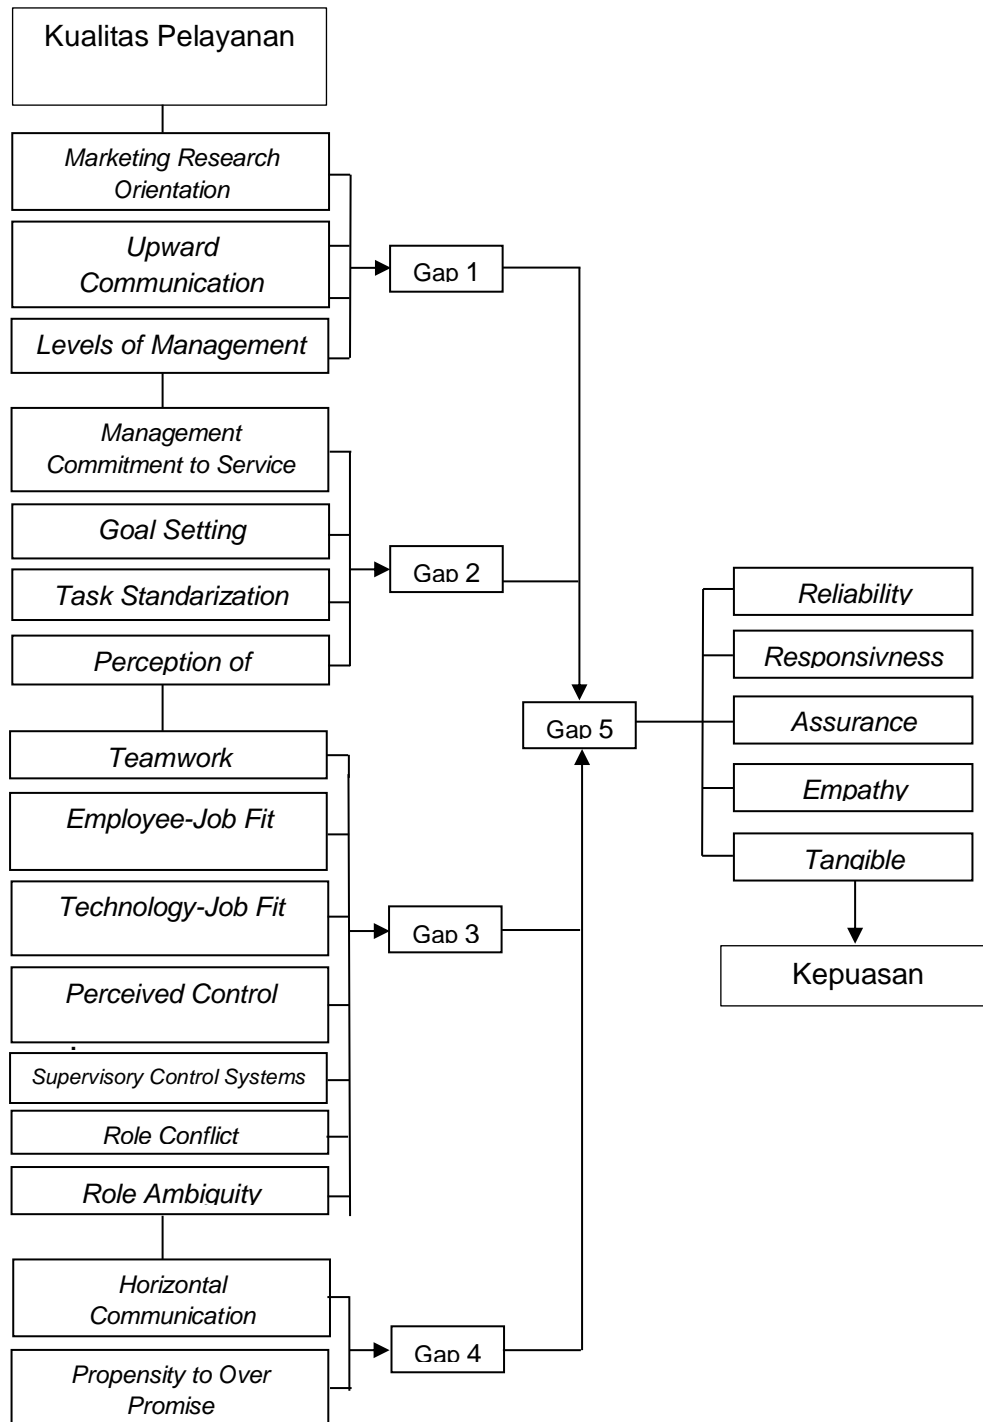 Kualitas Pelayanan
Marketing Research
Orientation
Upward
Communication
Levels of Management
Management
Commitment to Service
Goal Setting
Task Standarization
Perception of
Teamwork
Employee-Job Fit
Technology-Job Fit
Perceived Control
Supervisory Control Systems
Role Conflict
Role Ambiguity
Horizontal
Communication
Propensity to Over
Promise
Gap 1
Gap 2
Gap 3
Gap 4
Gap 5
Reliability
Responsivness
Assurance
Empathy
Tangible
Kepuasan